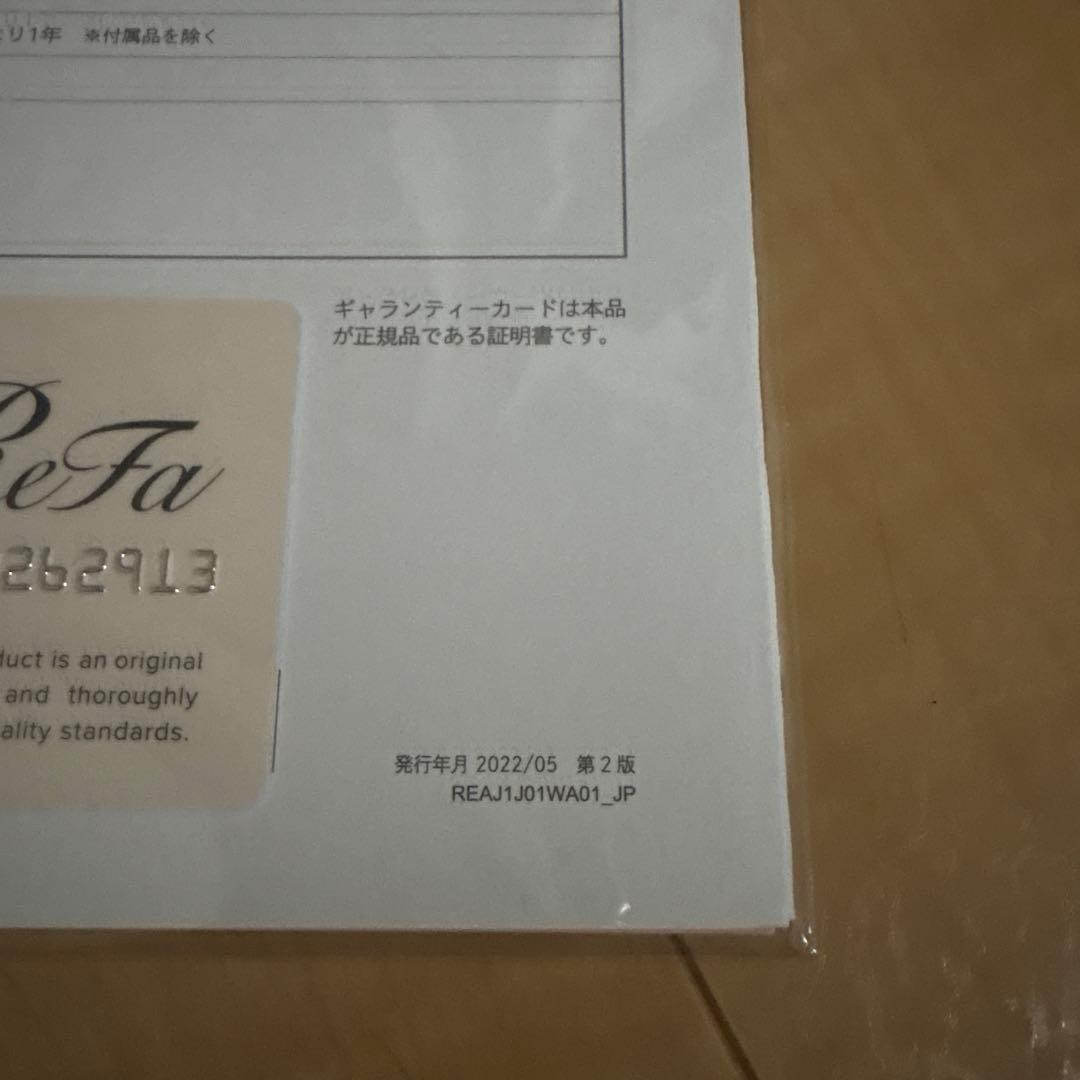 より1年　※付属品を除く
ギャランティーカードは本品
が正規品である証明書です。
ReFa
262913
duct is an original
and thoroughly
ality standards.
発行年月 2022/05　第2版
REAJ1J01WA01_JP